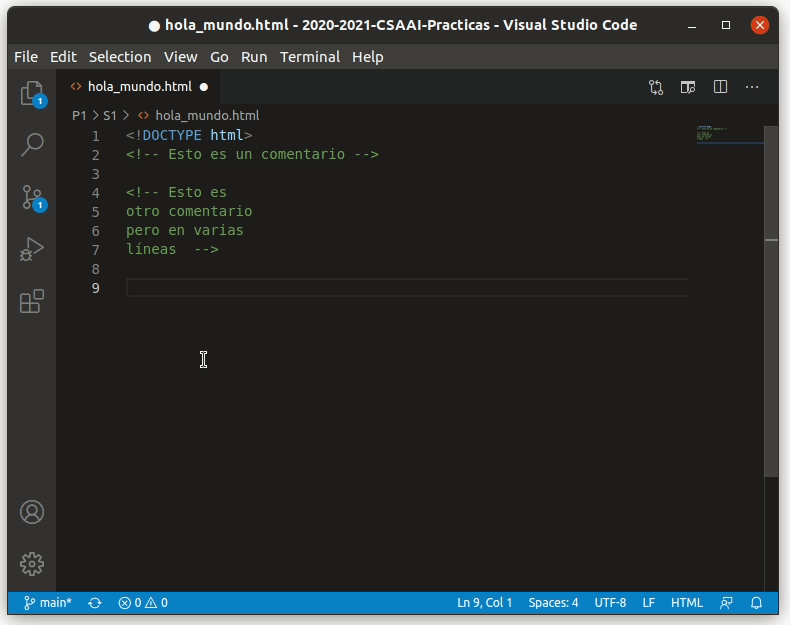 ● hola_mundo.html - 2020-2021-CSAAI-Practicas - Visual Studio Code
File Edit Selection View Go Run Terminal Help
<> hola_mundo.html ●
P1 > S1 > <> hola_mundo.html
1 <!DOCTYPE html>
2 <!-- Esto es un comentario -->
3
4 <!-- Esto es
5 otro comentario
6 pero en varias
7 líneas  -->
8
9
1
1
main* 0 0 Ln 9, Col 1 Spaces: 4 UTF-8 LF HTML